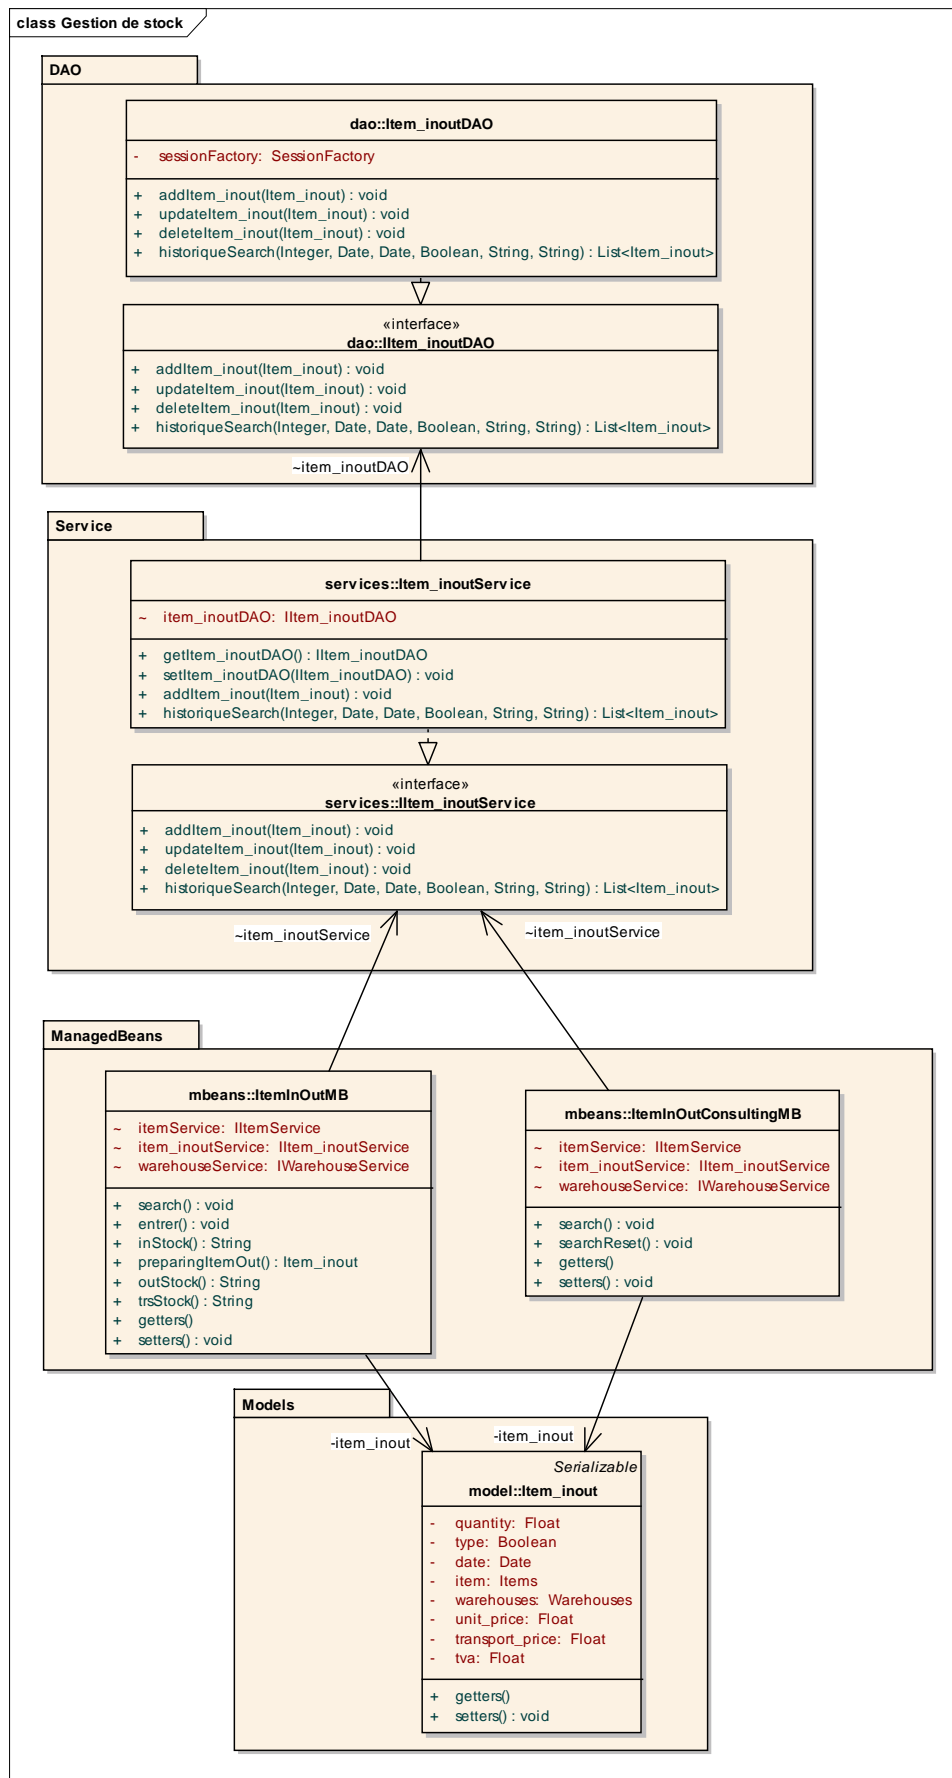 class Gestion de stock
DAO
dao::Item_inoutDAO
- sessionFactory: SessionFactory
+ addItem_inout(Item_inout) : void
+ updateItem_inout(Item_inout) : void
+ deleteItem_inout(Item_inout) : void
+ historiqueSearch(Integer, Date, Date, Boolean, String, String) : List<Item_inout>
«interface»
dao::IItem_inoutDAO
+ addItem_inout(Item_inout) : void
+ updateItem_inout(Item_inout) : void
+ deleteItem_inout(Item_inout) : void
+ historiqueSearch(Integer, Date, Date, Boolean, String, String) : List<Item_inout>
~item_inoutDAO
Service
services::Item_inoutService
~ item_inoutDAO: IItem_inoutDAO
+ getItem_inoutDAO() : IItem_inoutDAO
+ setItem_inoutDAO(IItem_inoutDAO) : void
+ addItem_inout(Item_inout) : void
+ historiqueSearch(Integer, Date, Date, Boolean, String, String) : List<Item_inout>
«interface»
services::IItem_inoutService
+ addItem_inout(Item_inout) : void
+ updateItem_inout(Item_inout) : void
+ deleteItem_inout(Item_inout) : void
+ historiqueSearch(Integer, Date, Date, Boolean, String, String) : List<Item_inout>
~item_inoutService
~item_inoutService
ManagedBeans
mbeans::ItemInOutMB
~ itemService: IItemService
~ item_inoutService: IItem_inoutService
~ warehouseService: IWarehouseService
+ search() : void
+ entrer() : void
+ inStock() : String
+ preparingItemOut() : Item_inout
+ outStock() : String
+ trsStock() : String
+ getters()
+ setters() : void
mbeans::ItemInOutConsultingMB
~ itemService: IItemService
~ item_inoutService: IItem_inoutService
~ warehouseService: IWarehouseService
+ search() : void
+ searchReset() : void
+ getters()
+ setters() : void
Models
-item_inout
-item_inout
Serializable
model::Item_inout
- quantity: Float
- type: Boolean
- date: Date
- item: Items
- warehouses: Warehouses
- unit_price: Float
- transport_price: Float
- tva: Float
+ getters()
+ setters() : void